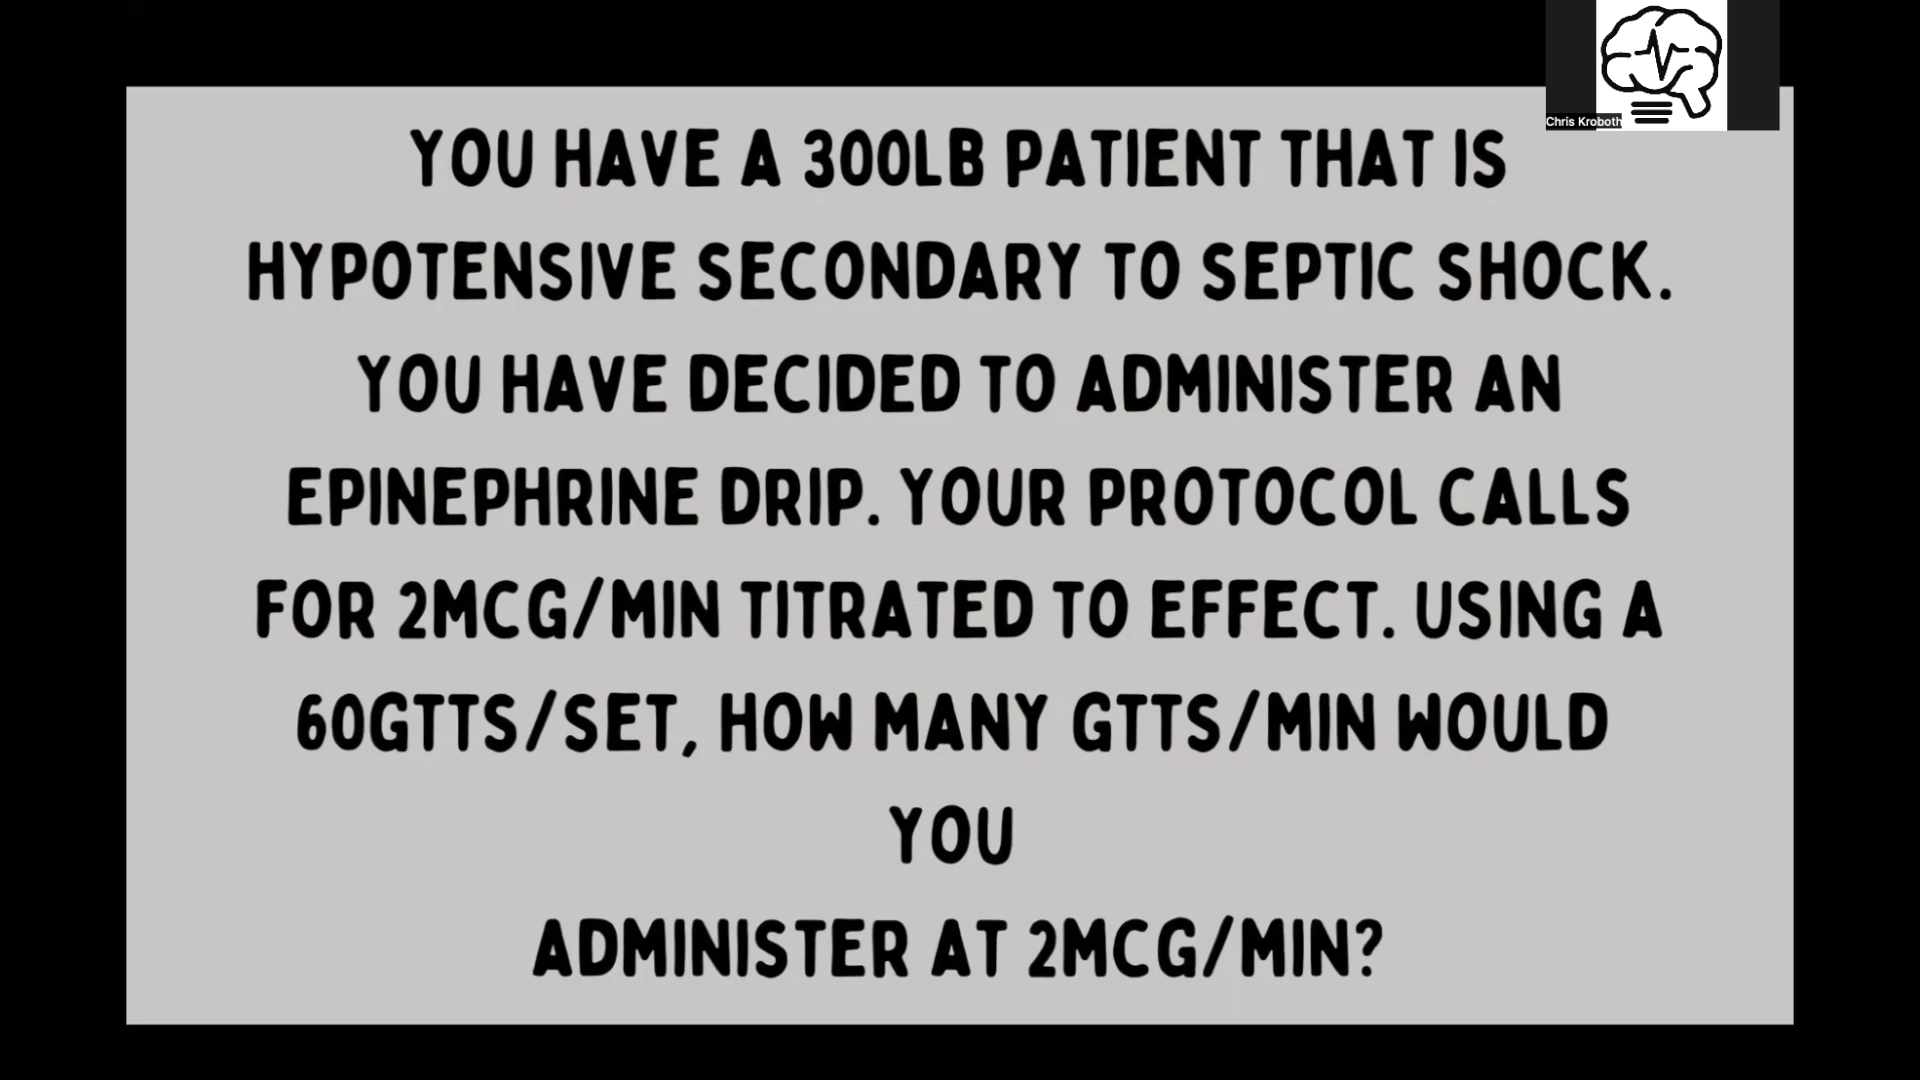 Chris Kroboth
YOU HAVE A 300LB PATIENT THAT IS
HYPOTENSIVE SECONDARY TO SEPTIC SHOCK.
YOU HAVE DECIDED TO ADMINISTER AN
EPINEPHRINE DRIP. YOUR PROTOCOL CALLS
FOR 2MCG/MIN TITRATED TO EFFECT. USING A
60GTTS/SET, HOW MANY GTTS/MIN WOULD
YOU
ADMINISTER AT 2MCG/MIN?